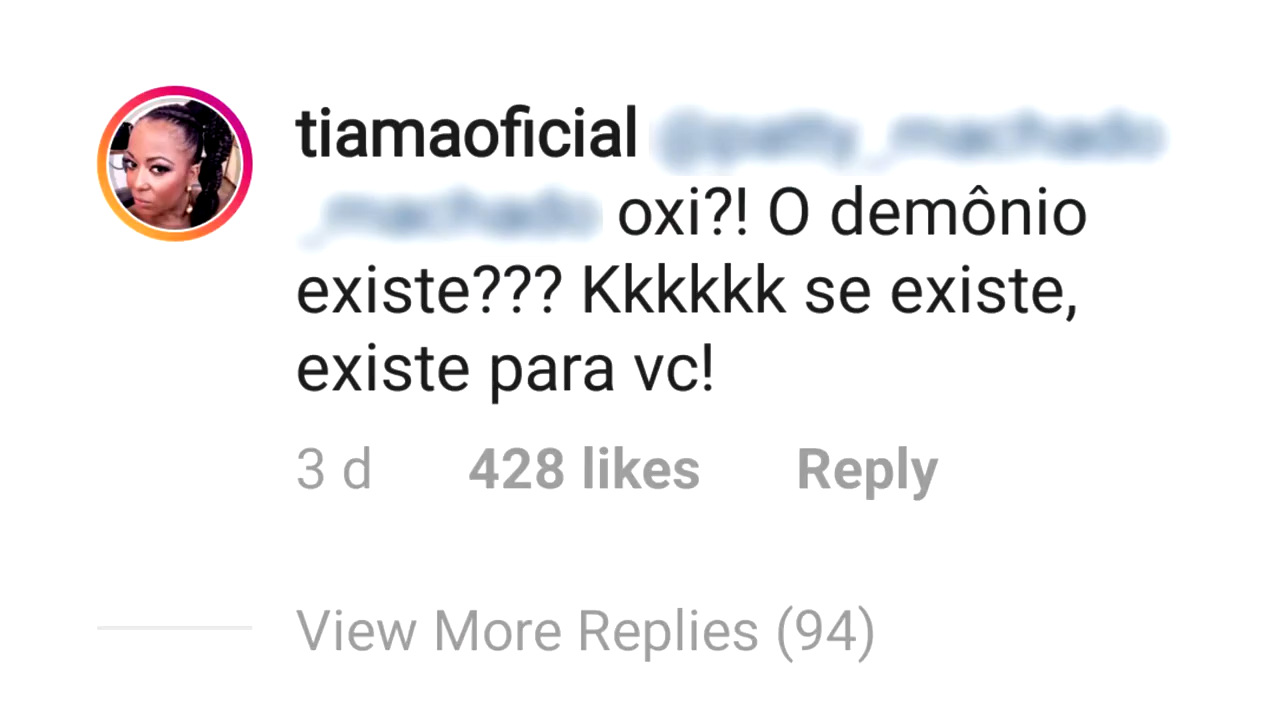 tiamaoficial
oxi?! O demônio
existe??? Kkkkkk se existe,
existe para vc!
3 d 428 likes Reply
View More Replies (94)